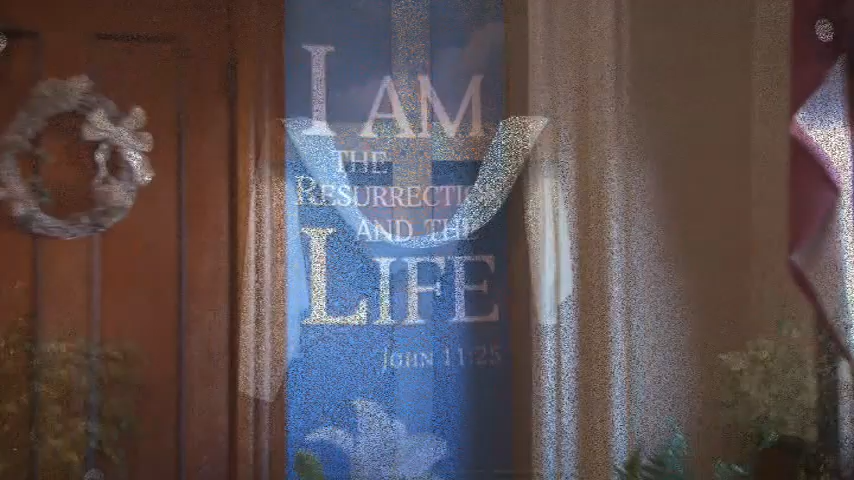 I AM
THE
RESURRECTION
AND THE
LIFE
JOHN 11:25